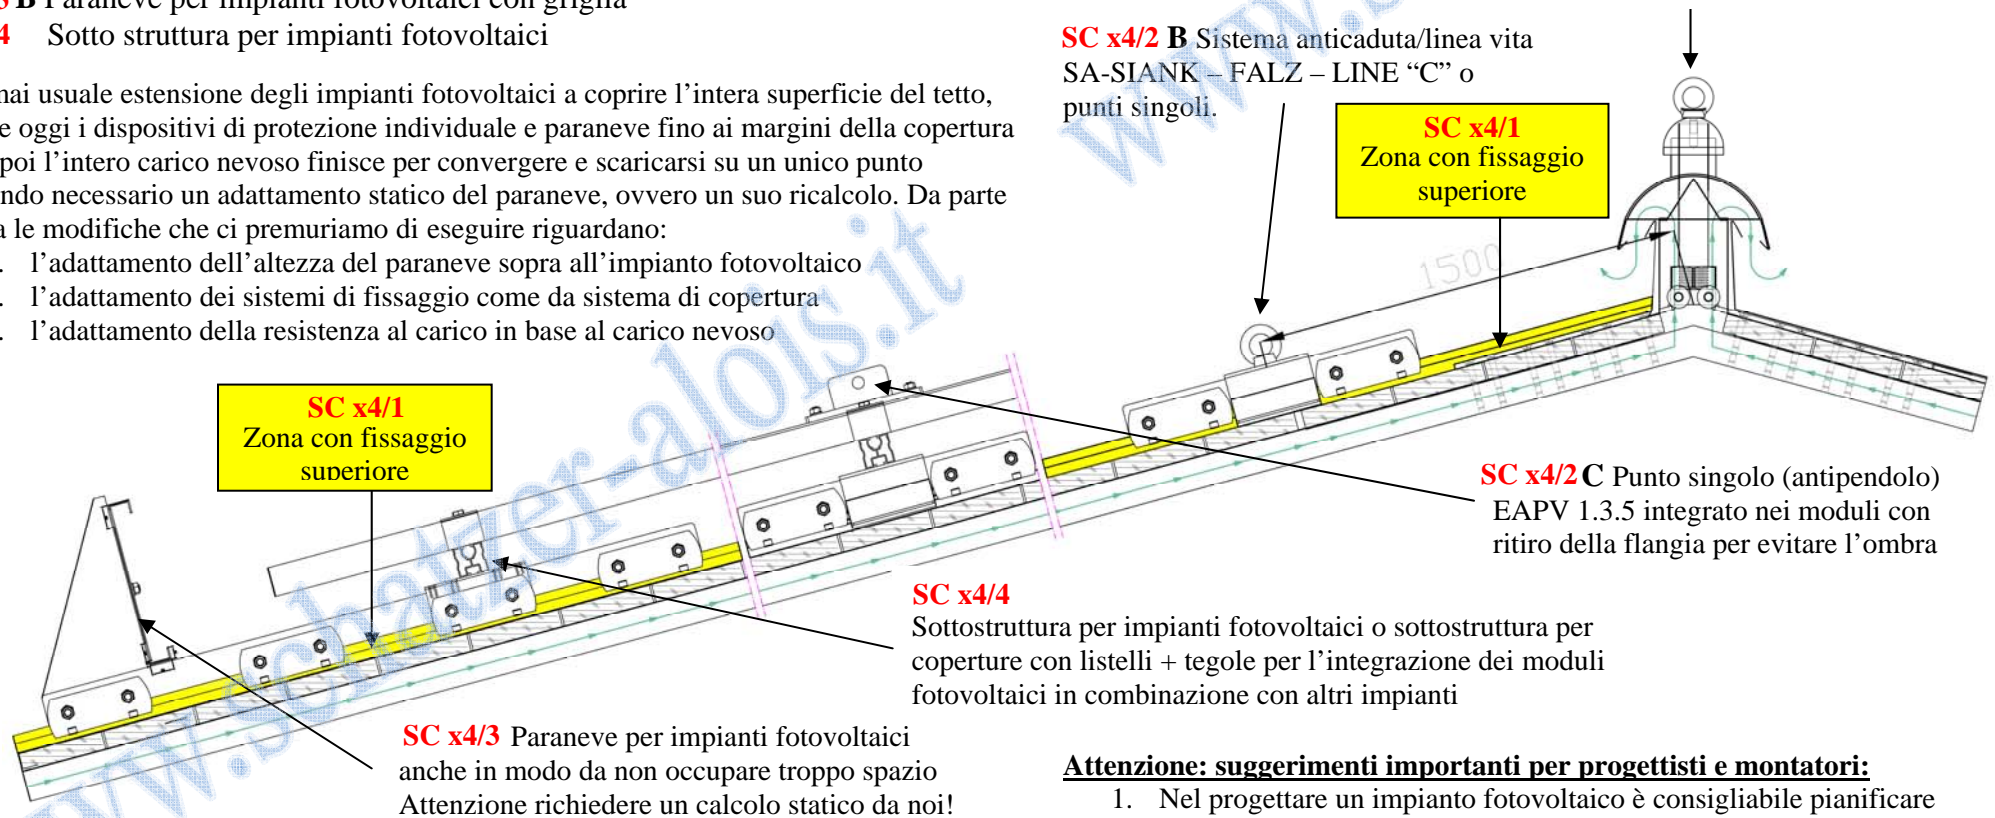 B Paraneve per impianti fotovoltaici con griglia
4 Sotto struttura per impianti fotovoltaici
usuale estensione degli impianti fotovoltaici a coprire l’intera superficie del tetto,
e oggi i dispositivi di protezione individuale e paraneve fino ai margini della copertura
poi l’intero carico nevoso finisce per convergere e scaricarsi su un unico punto
ndo necessario un adattamento statico del paraneve, ovvero un suo ricalcolo. Da parte
a le modifiche che ci premuriamo di eseguire riguardano:
. l’adattamento dell’altezza del paraneve sopra all’impianto fotovoltaico
. l’adattamento dei sistemi di fissaggio come da sistema di copertura
. l’adattamento della resistenza al carico in base al carico nevoso
SC x4/2 B Sistema anticaduta/linea vita
SA-SIANK – FALZ – LINE “C” o
punti singoli.
SC x4/1
Zona con fissaggio
superiore
1500
SC x4/1
Zona con fissaggio
superiore
SC x4/2 C Punto singolo (antipendolo)
EAPV 1.3.5 integrato nei moduli con
ritiro della flangia per evitare l’ombra
SC x4/4
Sottostruttura per impianti fotovoltaici o sottostruttura per
coperture con listelli + tegole per l’integrazione dei moduli
fotovoltaici in combinazione con altri impianti
SC x4/3 Paraneve per impianti fotovoltaici
anche in modo da non occupare troppo spazio
Attenzione richiedere un calcolo statico da noi!
Attenzione: suggerimenti importanti per progettisti e montatori:
1. Nel progettare un impianto fotovoltaico è consigliabile pianificare
www.schatzer-alois.it
www.s